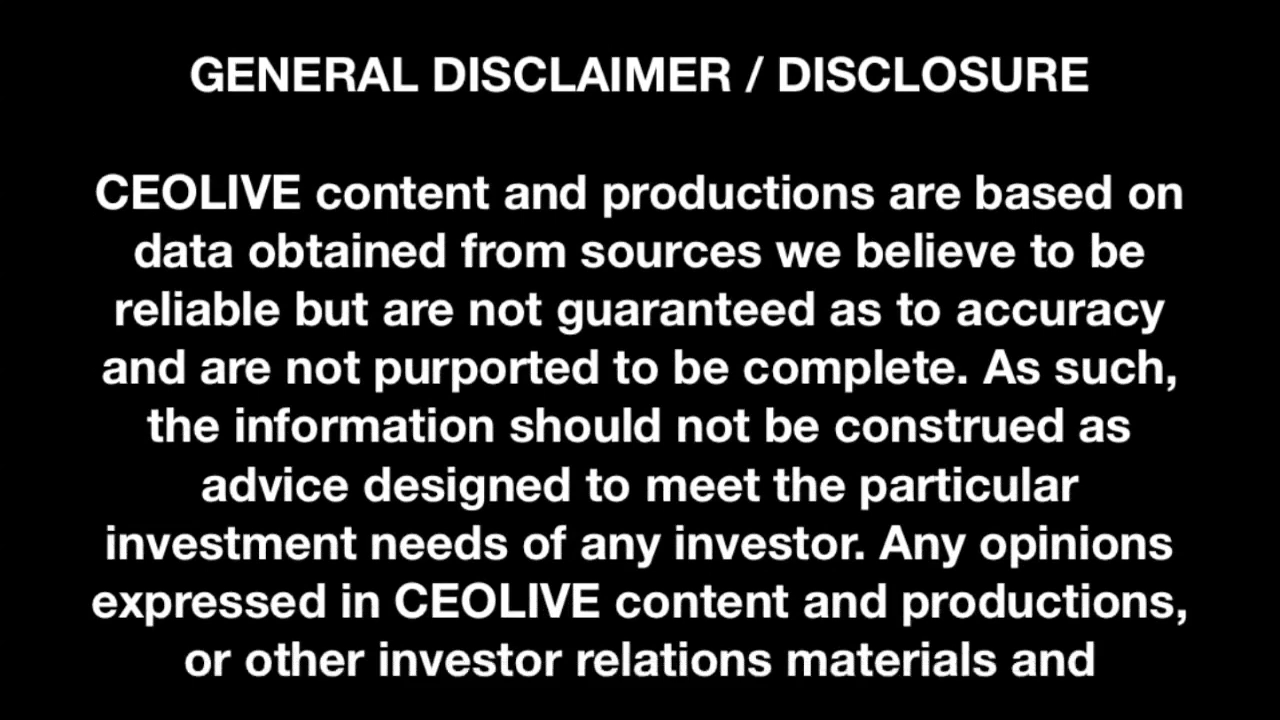 GENERAL DISCLAIMER / DISCLOSURE
CEOLIVE content and productions are based on
data obtained from sources we believe to be
reliable but are not guaranteed as to accuracy
and are not purported to be complete. As such,
the information should not be construed as
advice designed to meet the particular
investment needs of any investor. Any opinions
expressed in CEOLIVE content and productions,
or other investor relations materials and